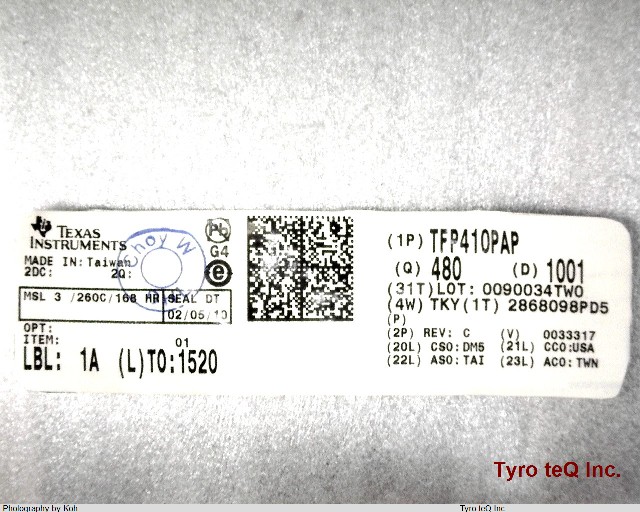 TEXAS
INSTRUMENTS
MADE IN: Taiwan
2DC: 2Q:
MSL 3 /260C/168 HR SEAL DT
02/05/10
OPT:
ITEM: 01
LBL: 1A (L)TO:1520
hoy W
Pb
G4
e
(1P) TFP410PAP
(Q) 480 (D) 1001
(31T)LOT: 0090034TW0
(4W) TKY(1T) 2868098PD5
(P)
(2P) REV: C (V) 0033317
(20L) CSO:DM5 (21L) CCO:USA
(22L) ASO:TAI (23L) ACO:TWN
Tyro teQ Inc.
Photography by Koh Tyro teQ Inc